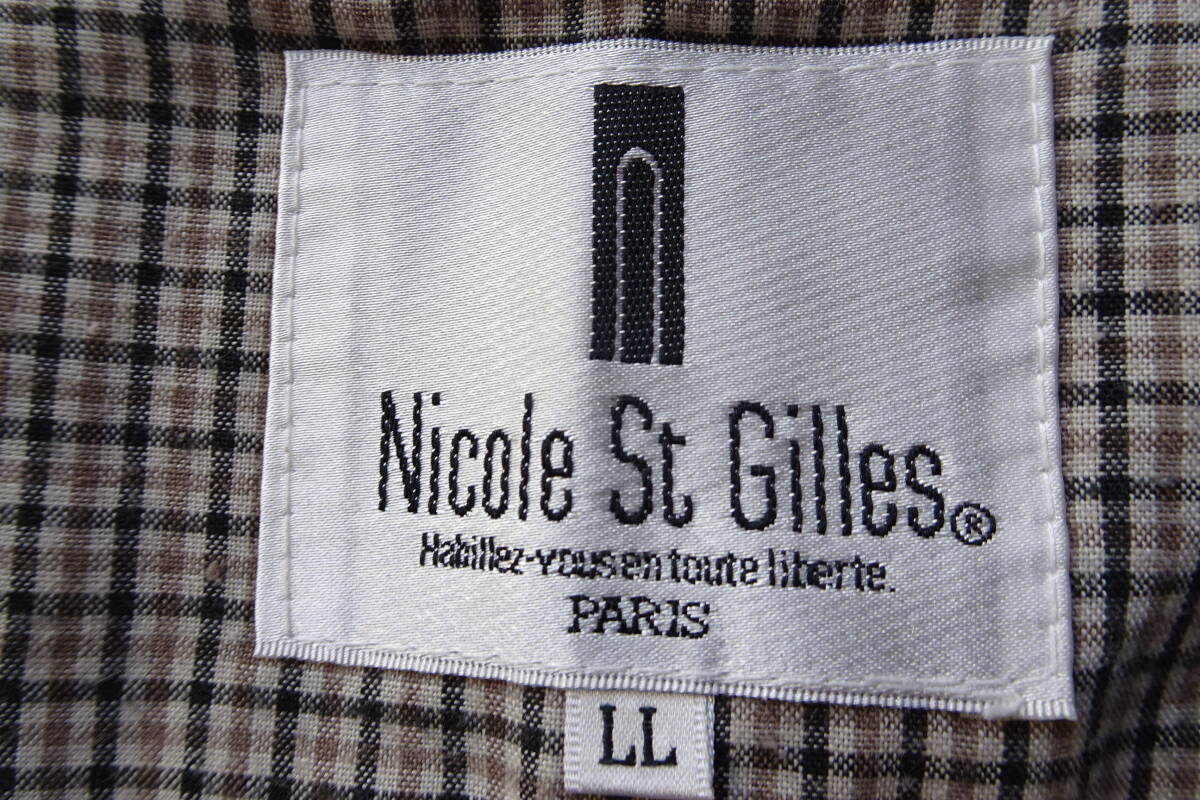 Nicole St Gilles®
Habillez-vous en toute liberte.
PARIS
LL